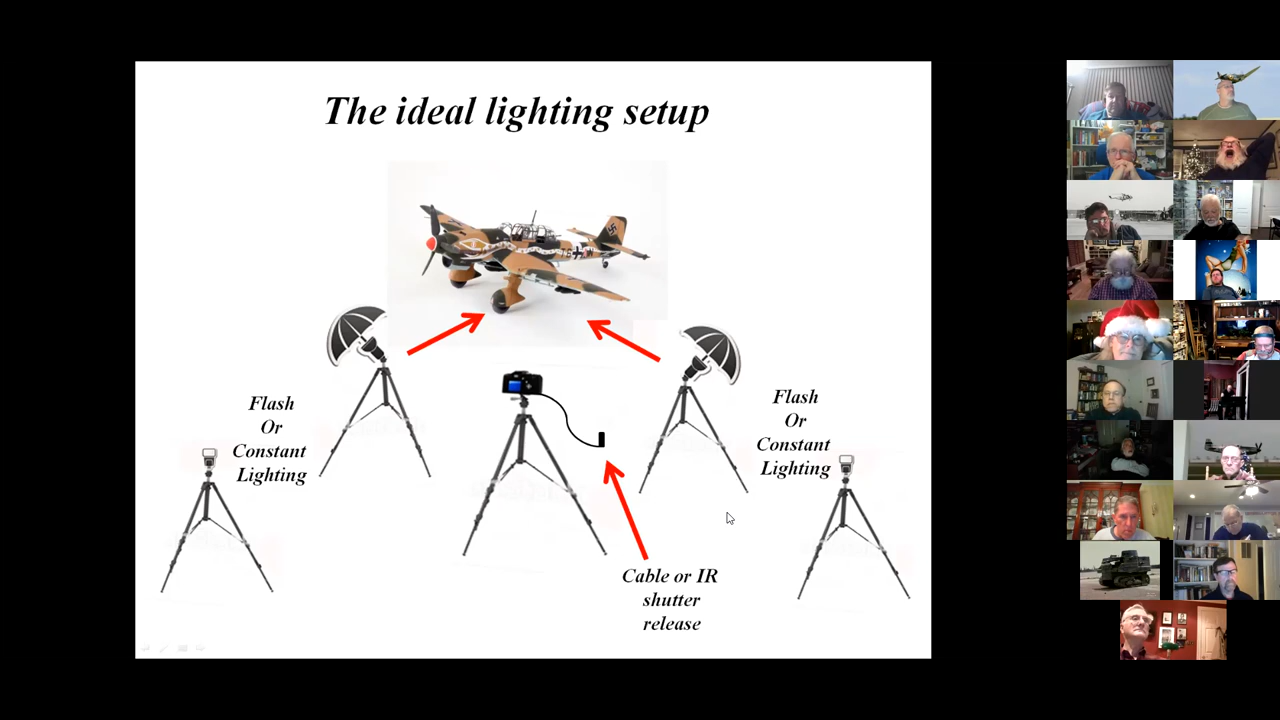 The ideal lighting setup
Flash
Or
Constant
Lighting
Flash
Or
Constant
Lighting
Cable or IR
shutter
release